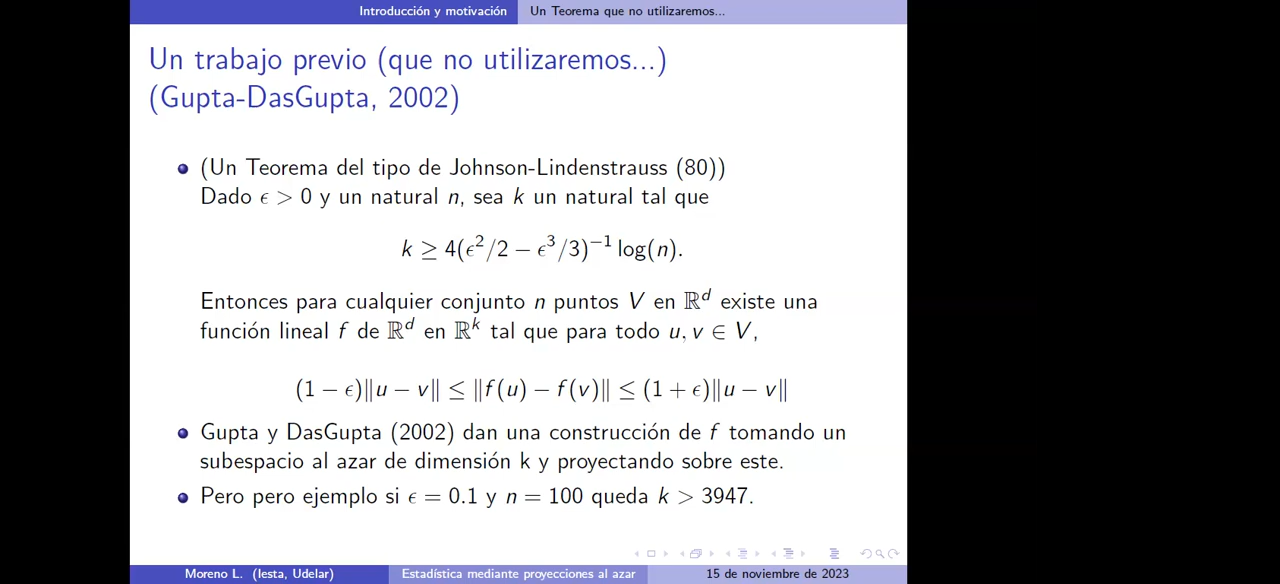 Introducción y motivación Un Teorema que no utilizaremos...
Un trabajo previo (que no utilizaremos...)
(Gupta-DasGupta, 2002)
(Un Teorema del tipo de Johnson-Lindenstrauss (80))
Dado ϵ > 0 y un natural n, sea k un natural tal que
k ≥ 4(ϵ²/2 − ϵ³/3)⁻¹ log(n).
Entonces para cualquier conjunto n puntos V en ℝᵈ existe una
función lineal f de ℝᵈ en ℝᵏ tal que para todo u, v ∈ V,
(1 − ϵ)‖u − v‖ ≤ ‖f(u) − f(v)‖ ≤ (1 + ϵ)‖u − v‖
Gupta y DasGupta (2002) dan una construcción de f tomando un
subespacio al azar de dimensión k y proyectando sobre este.
Pero pero ejemplo si ϵ = 0.1 y n = 100 queda k > 3947.
Moreno L. (Iesta, Udelar) Estadística mediante proyecciones al azar 15 de noviembre de 2023